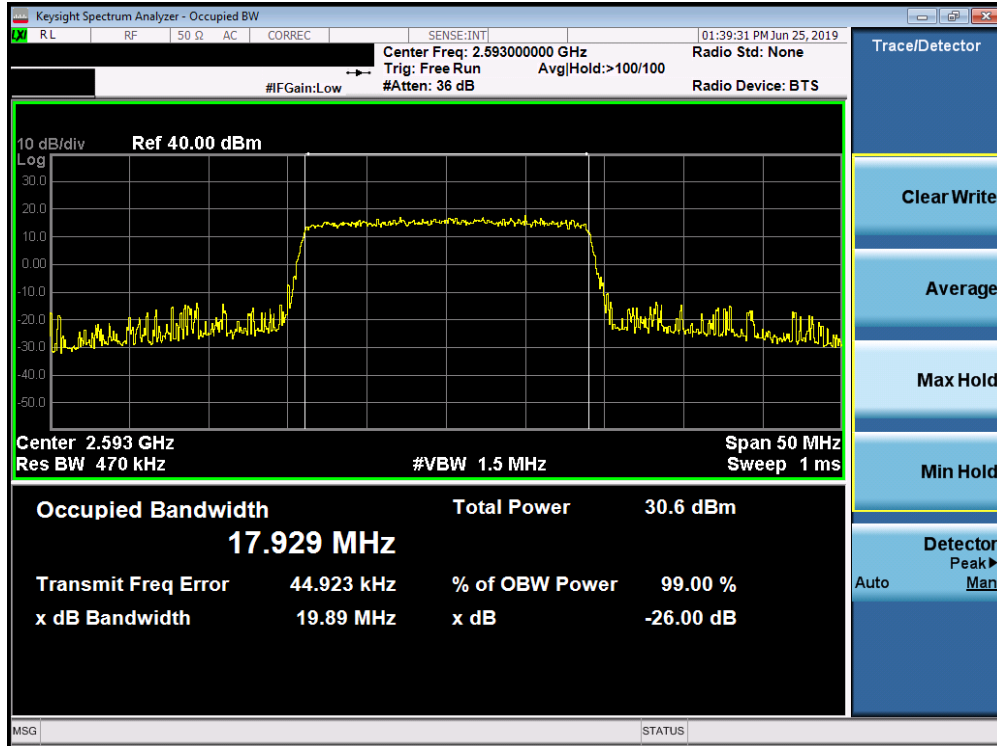 Keysight Spectrum Analyzer - Occupied BW
LXI RL RF 50 Ω AC CORREC SENSE:INT 01:39:31 PM Jun 25, 2019
Center Freq: 2.593000000 GHz Radio Std: None
Trig: Free Run Avg|Hold:>100/100
#IFGain:Low #Atten: 36 dB Radio Device: BTS
10 dB/div Ref 40.00 dBm
Log
30.0
20.0
10.0
0.00
-10.0
-20.0
-30.0
-40.0
-50.0
Center 2.593 GHz Span 50 MHz
Res BW 470 kHz #VBW 1.5 MHz Sweep 1 ms
Occupied Bandwidth Total Power 30.6 dBm
17.929 MHz
Transmit Freq Error 44.923 kHz % of OBW Power 99.00 %
x dB Bandwidth 19.89 MHz x dB -26.00 dB
MSG STATUS
Trace/Detector
Clear Write
Average
Max Hold
Min Hold
Detector
Peak▶
Auto Man